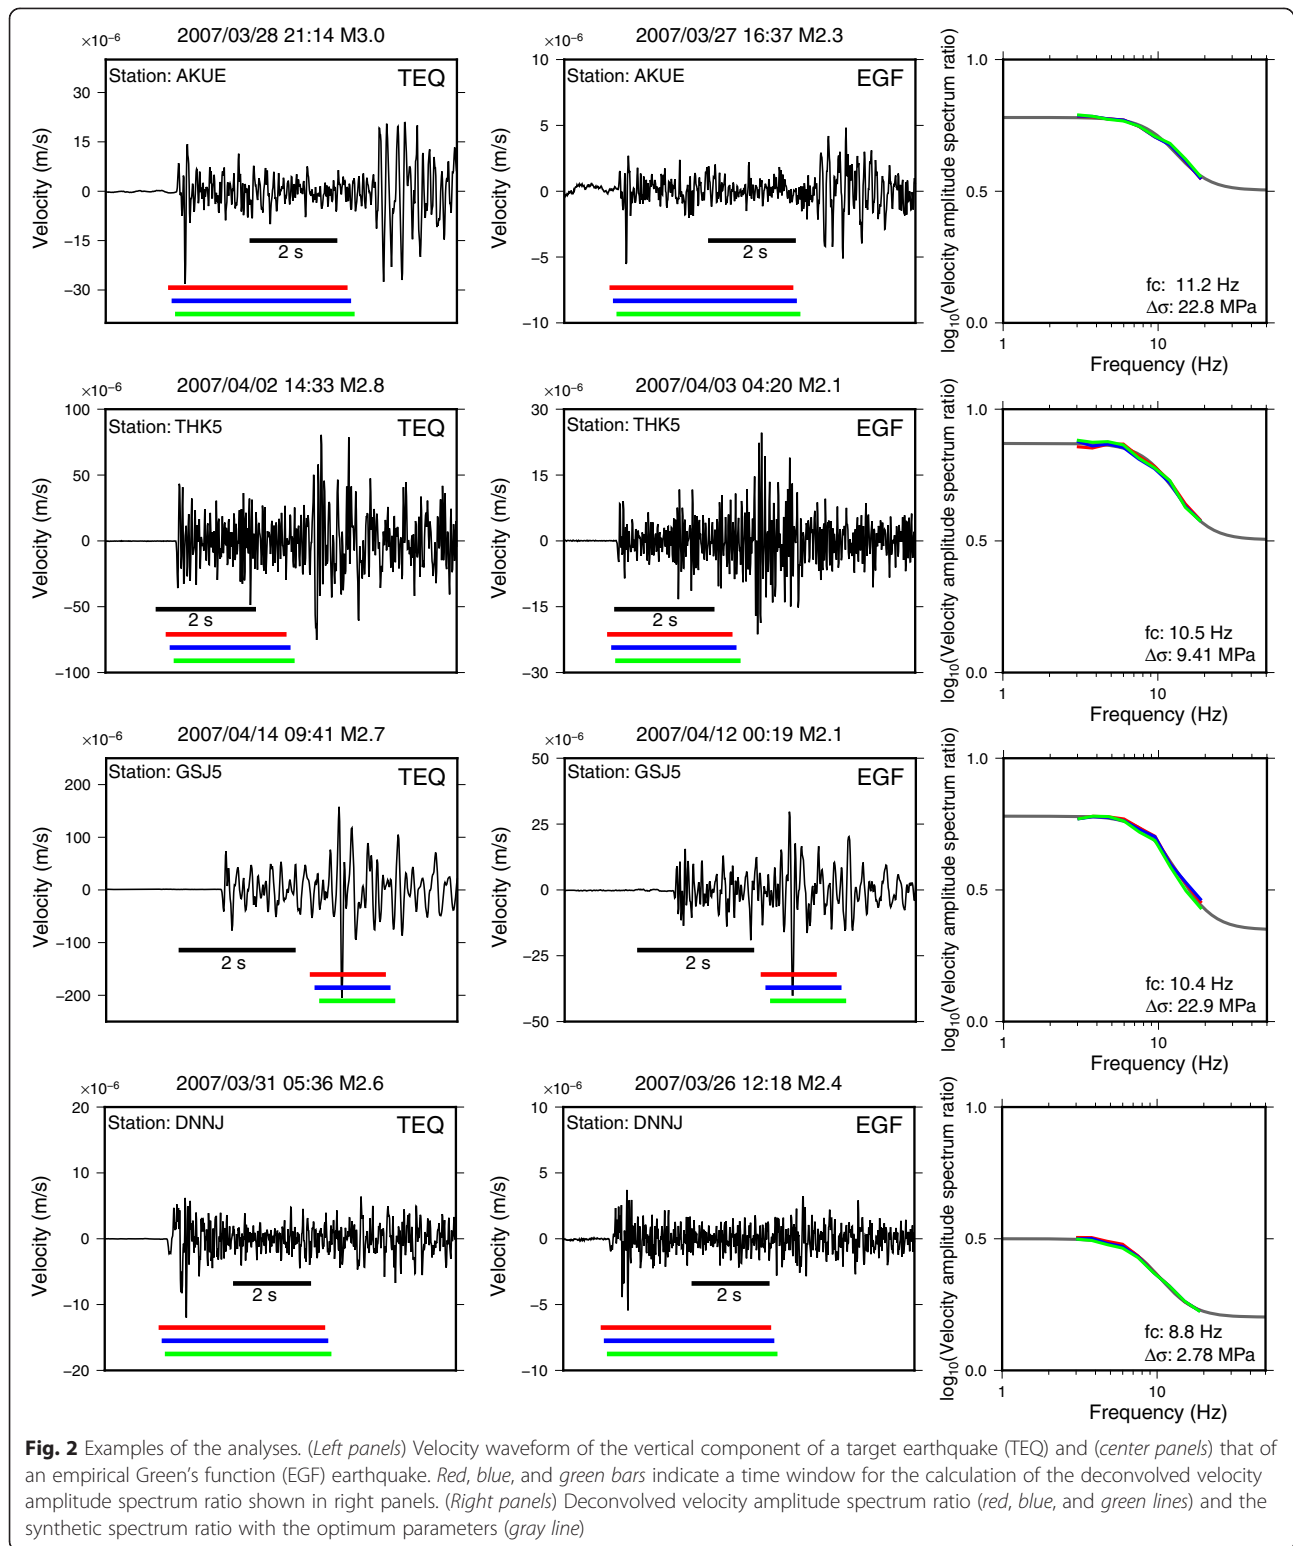 2007/03/28 21:14 M3.0
×10−6
Station: AKUE
TEQ
Velocity (m/s)
30
15
0
−15
−30
2 s
2007/03/27 16:37 M2.3
×10−6
Station: AKUE
EGF
Velocity (m/s)
10
5
0
−5
−10
2 s
log10(Velocity amplitude spectrum ratio)
1.0
0.5
0.0
fc: 11.2 Hz
Δσ: 22.8 MPa
1
10
Frequency (Hz)
2007/04/02 14:33 M2.8
×10−6
Station: THK5
TEQ
Velocity (m/s)
100
50
0
−50
−100
2 s
2007/04/03 04:20 M2.1
×10−6
Station: THK5
EGF
Velocity (m/s)
30
15
0
−15
−30
2 s
log10(Velocity amplitude spectrum ratio)
1.0
0.5
0.0
fc: 10.5 Hz
Δσ: 9.41 MPa
1
10
Frequency (Hz)
2007/04/14 09:41 M2.7
×10−6
Station: GSJ5
TEQ
Velocity (m/s)
200
100
0
−100
−200
2 s
2007/04/12 00:19 M2.1
×10−6
Station: GSJ5
EGF
Velocity (m/s)
50
25
0
−25
−50
2 s
log10(Velocity amplitude spectrum ratio)
1.0
0.5
0.0
fc: 10.4 Hz
Δσ: 22.9 MPa
1
10
Frequency (Hz)
2007/03/31 05:36 M2.6
×10−6
Station: DNNJ
TEQ
Velocity (m/s)
20
10
0
−10
−20
2 s
2007/03/26 12:18 M2.4
×10−6
Station: DNNJ
EGF
Velocity (m/s)
10
5
0
−5
−10
2 s
log10(Velocity amplitude spectrum ratio)
1.0
0.5
0.0
fc: 8.8 Hz
Δσ: 2.78 MPa
1
10
Frequency (Hz)
Fig. 2 Examples of the analyses. (Left panels) Velocity waveform of the vertical component of a target earthquake (TEQ) and (center panels) that of
an empirical Green's function (EGF) earthquake. Red, blue, and green bars indicate a time window for the calculation of the deconvolved velocity
amplitude spectrum ratio shown in right panels. (Right panels) Deconvolved velocity amplitude spectrum ratio (red, blue, and green lines) and the
synthetic spectrum ratio with the optimum parameters (gray line)